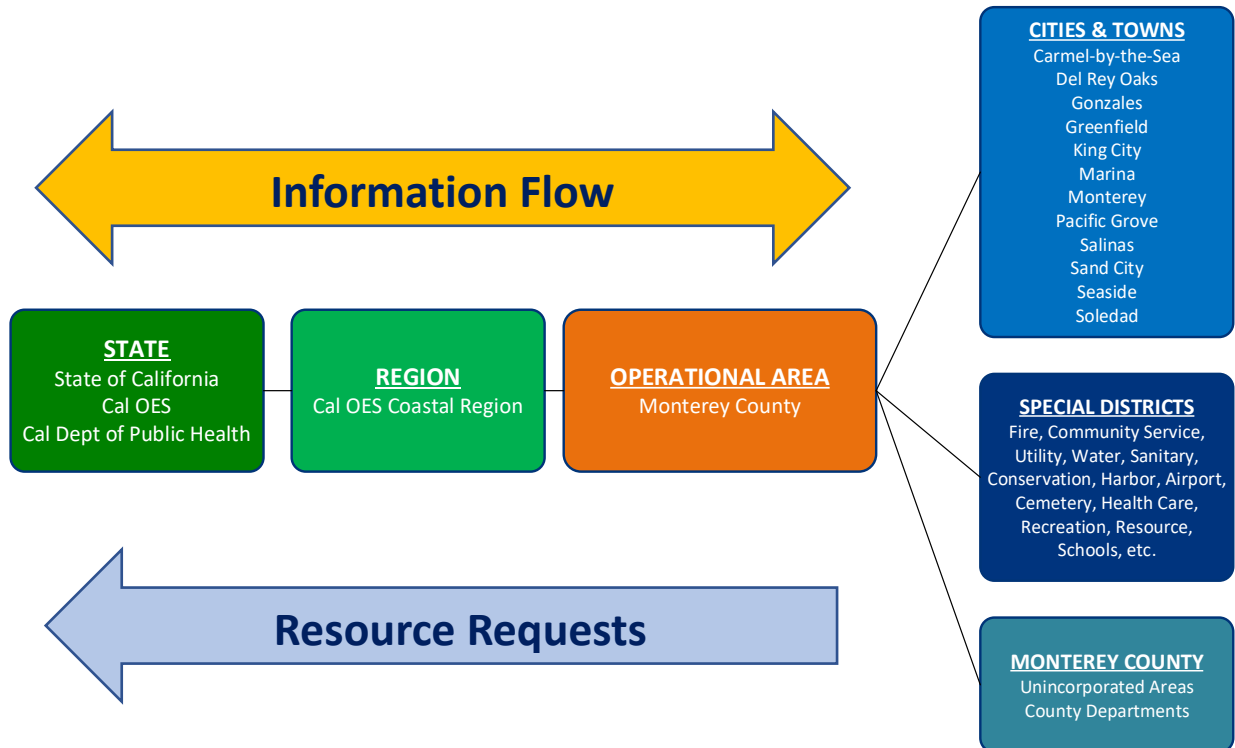 Information Flow
STATE
State of California
Cal OES
Cal Dept of Public Health
REGION
Cal OES Coastal Region
OPERATIONAL AREA
Monterey County
Resource Requests
CITIES & TOWNS
Carmel-by-the-Sea
Del Rey Oaks
Gonzales
Greenfield
King City
Marina
Monterey
Pacific Grove
Salinas
Sand City
Seaside
Soledad
SPECIAL DISTRICTS
Fire, Community Service,
Utility, Water, Sanitary,
Conservation, Harbor, Airport,
Cemetery, Health Care,
Recreation, Resource,
Schools, etc.
MONTEREY COUNTY
Unincorporated Areas
County Departments